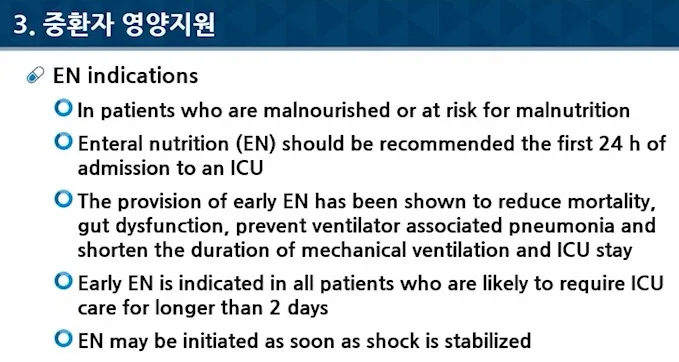 3. 중환자 영양지원
EN indications
In patients who are malnourished or at risk for malnutrition
Enteral nutrition (EN) should be recommended the first 24 h of
admission to an ICU
The provision of early EN has been shown to reduce mortality,
gut dysfunction, prevent ventilator associated pneumonia and
shorten the duration of mechanical ventilation and ICU stay
Early EN is indicated in all patients who are likely to require ICU
care for longer than 2 days
EN may be initiated as soon as shock is stabilized